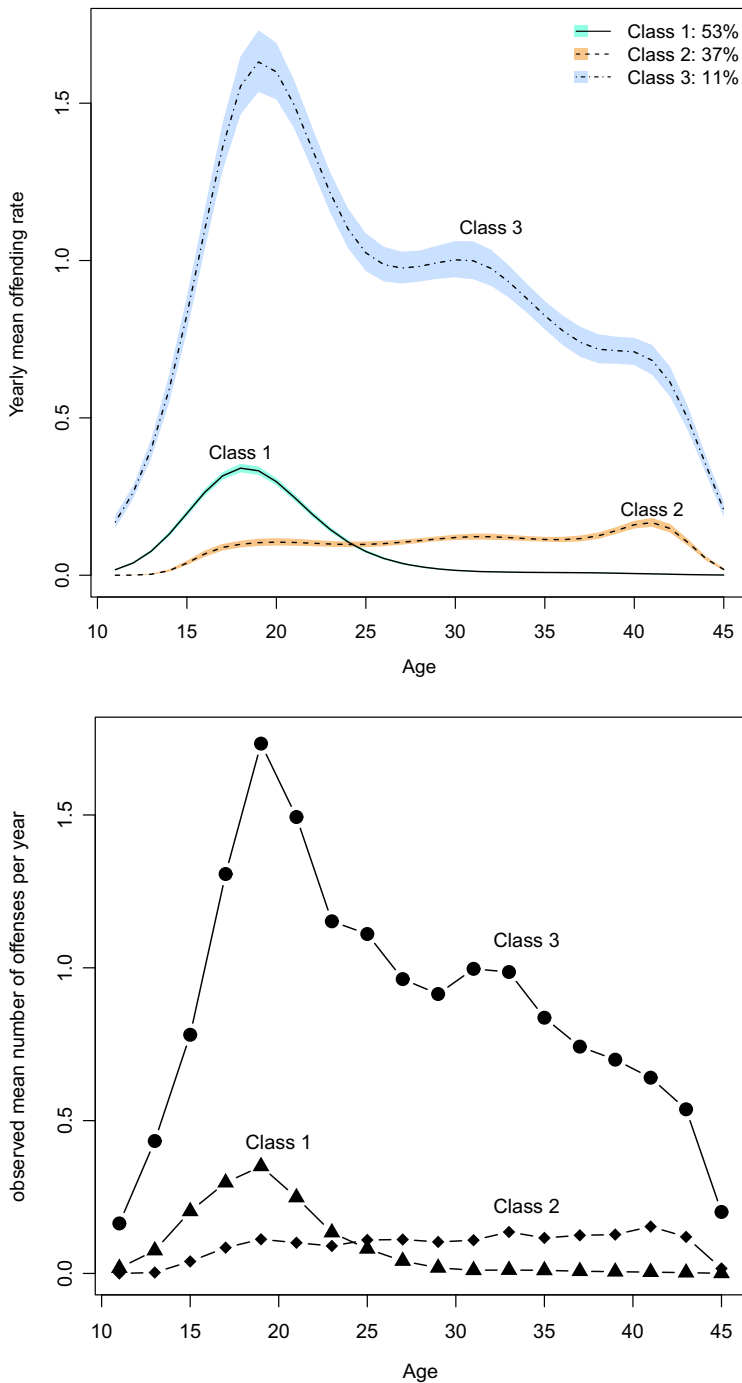 Class 1: 53%
Class 2: 37%
Class 3: 11%
Yearly mean offending rate
1.5
1.0
0.5
0.0
Class 3
Class 1
Class 2
10 15 20 25 30 35 40 45
Age
observed mean number of offenses per year
1.5
1.0
0.5
0.0
Class 3
Class 1
Class 2
10 15 20 25 30 35 40 45
Age